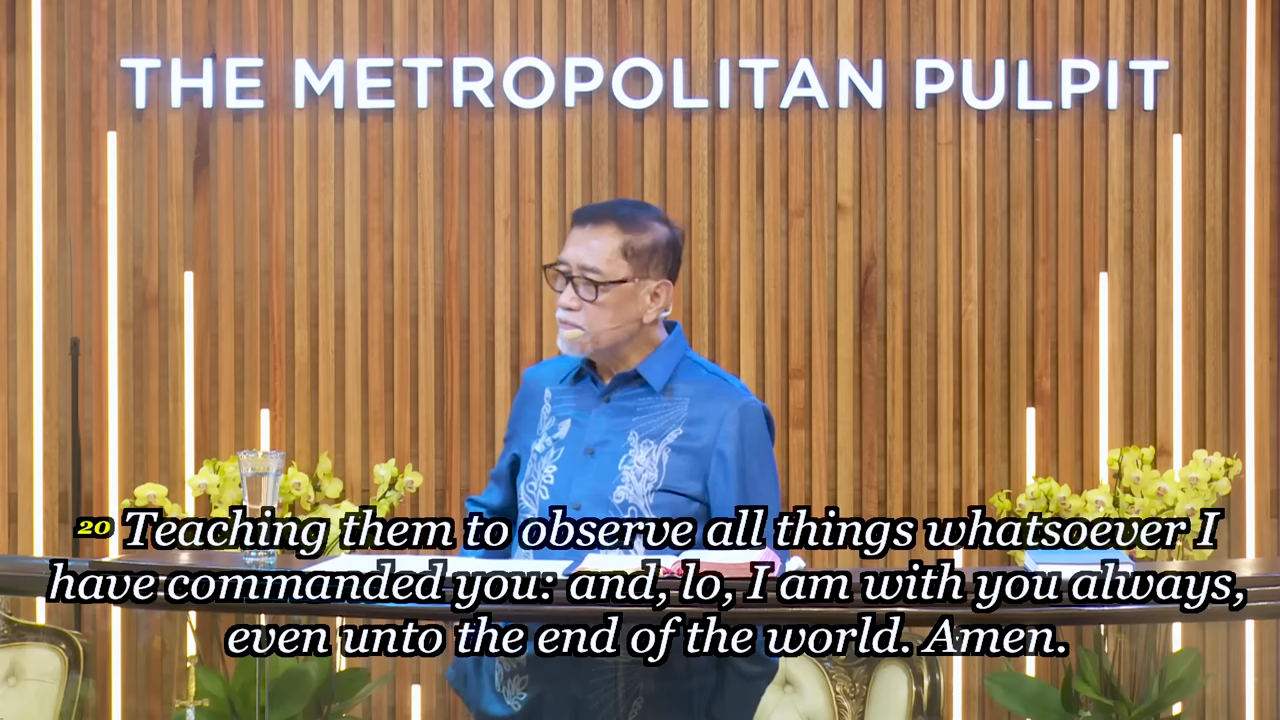 THE METROPOLITAN PULPIT
20 Teaching them to observe all things whatsoever I
have commanded you: and, lo, I am with you always,
even unto the end of the world. Amen.